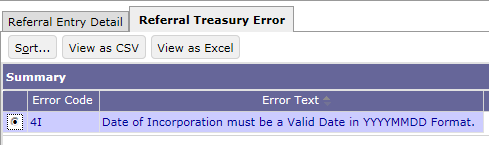 Referral Entry Detail Referral Treasury Error
Sort... View as CSV View as Excel
Summary
Error Code Error Text
4I Date of Incorporation must be a Valid Date in YYYYMMDD Format.